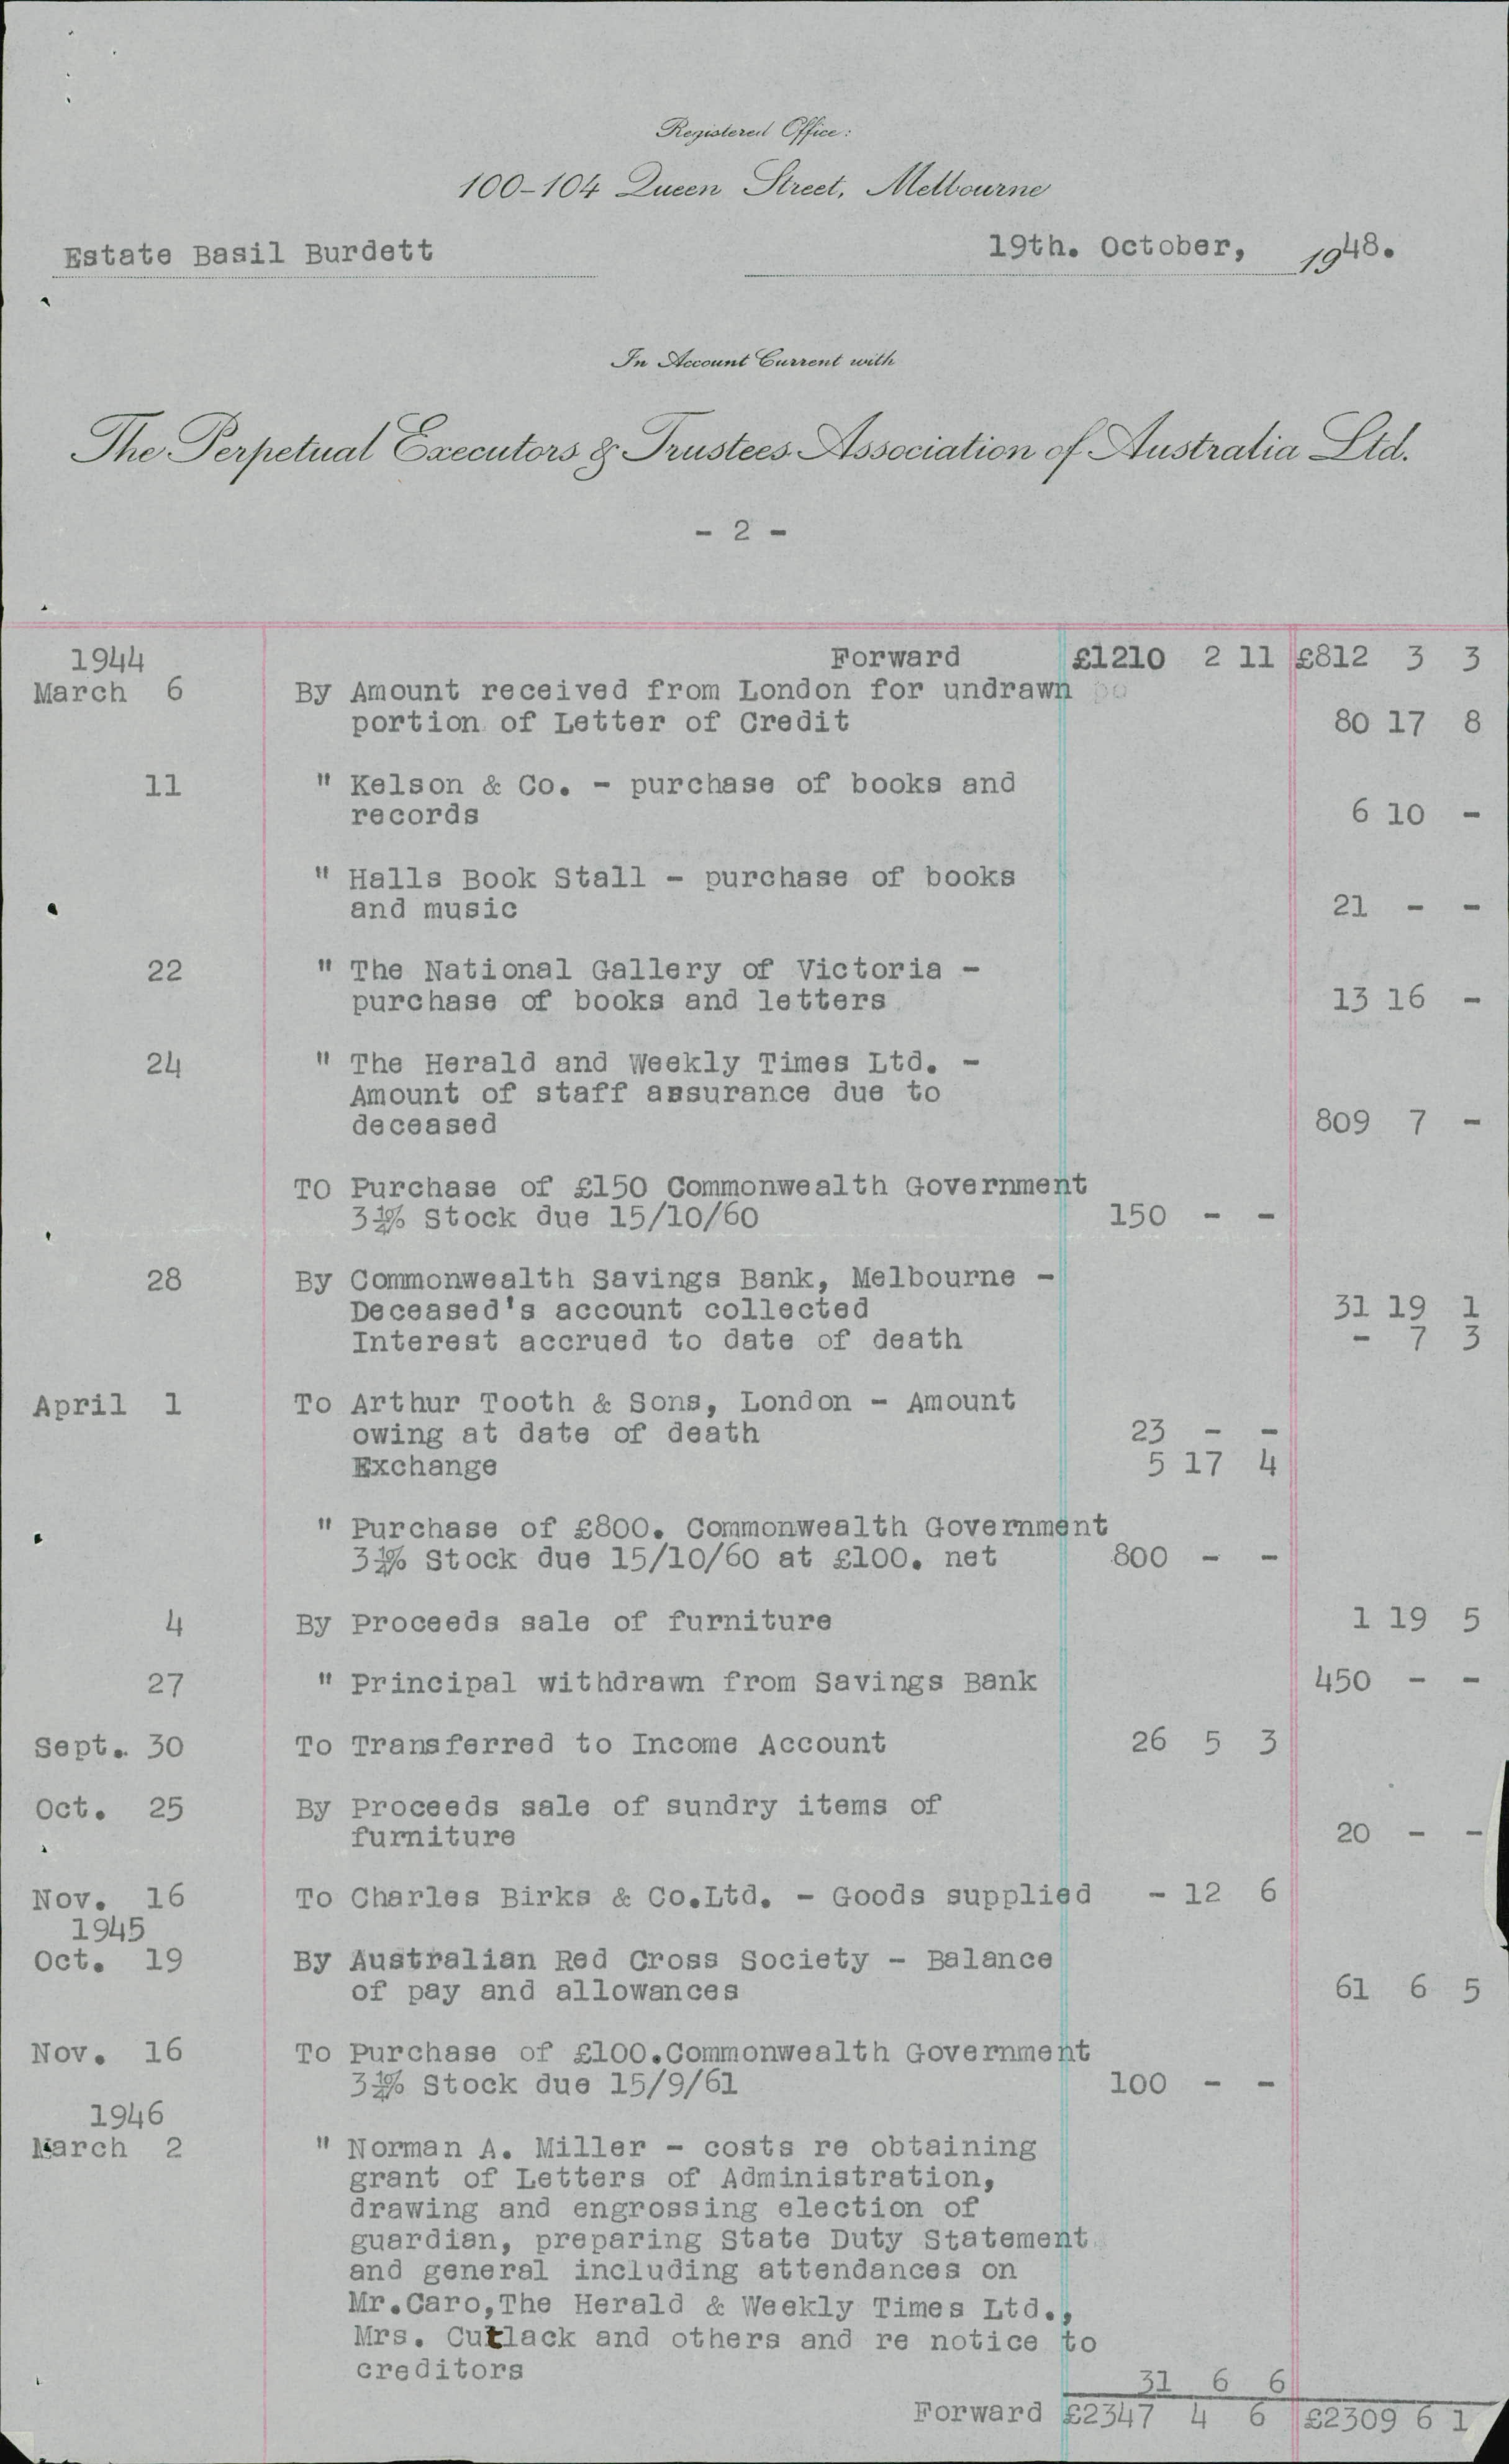 Registered Office:
100-104 Queen Street, Melbourne
Estate Basil Burdett 19th. October, 1948.
In Account Current with
The Perpetual Executors & Trustees Association of Australia Ltd.
- 2 -
1944 Forward £1210 2 11 £812 3 3
March 6 By Amount received from London for undrawn po
portion of Letter of Credit 80 17 8
11 " Kelson & Co. - purchase of books and
records 6 10 -
" Halls Book Stall - purchase of books
and music 21 - -
22 " The National Gallery of Victoria -
purchase of books and letters 13 16 -
24 " The Herald and Weekly Times Ltd. -
Amount of staff assurance due to
deceased 809 7 -
TO Purchase of £150 Commonwealth Government
3¼% Stock due 15/10/60 150 - -
28 By Commonwealth Savings Bank, Melbourne -
Deceased's account collected 31 19 1
Interest accrued to date of death - 7 3
April 1 To Arthur Tooth & Sons, London - Amount
owing at date of death 23 - -
Exchange 5 17 4
" Purchase of £800. Commonwealth Government
3¼% Stock due 15/10/60 at £100. net 800 - -
4 By Proceeds sale of furniture 1 19 5
27 " Principal withdrawn from Savings Bank 450 - -
Sept. 30 To Transferred to Income Account 26 5 3
Oct. 25 By Proceeds sale of sundry items of
furniture 20 - -
Nov. 16 To Charles Birks & Co.Ltd. - Goods supplied - 12 6
1945
Oct. 19 By Australian Red Cross Society - Balance
of pay and allowances 61 6 5
Nov. 16 To Purchase of £100.Commonwealth Government
3¼% Stock due 15/9/61 100 - -
1946
March 2 " Norman A. Miller - costs re obtaining
grant of Letters of Administration,
drawing and engrossing election of
guardian, preparing State Duty Statement
and general including attendances on
Mr.Caro,The Herald & Weekly Times Ltd.,
Mrs. Cutlack and others and re notice to
creditors 31 6 6
Forward £2347 4 6 £2309 6 1